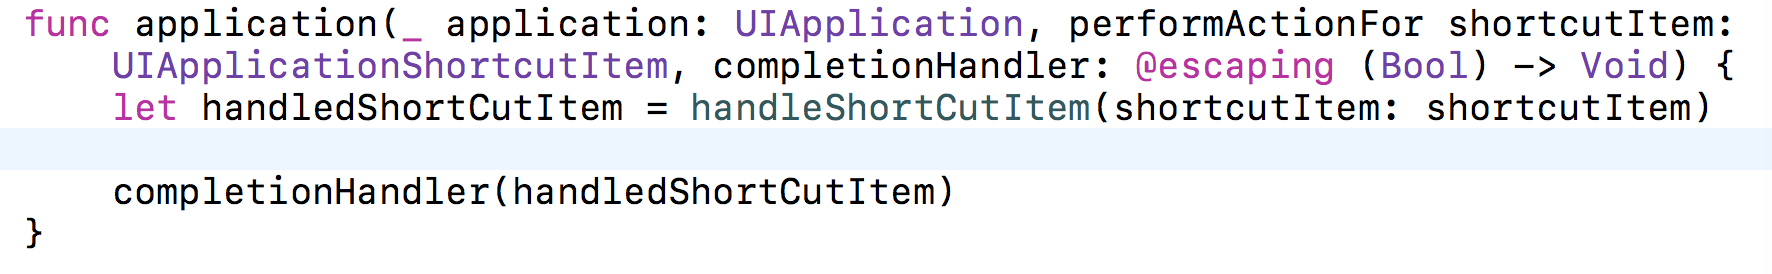 func application(_ application: UIApplication, performActionFor shortcutItem:
UIApplicationShortcutItem, completionHandler: @escaping (Bool) -> Void) {
let handledShortCutItem = handleShortCutItem(shortcutItem: shortcutItem)
completionHandler(handledShortCutItem)
}